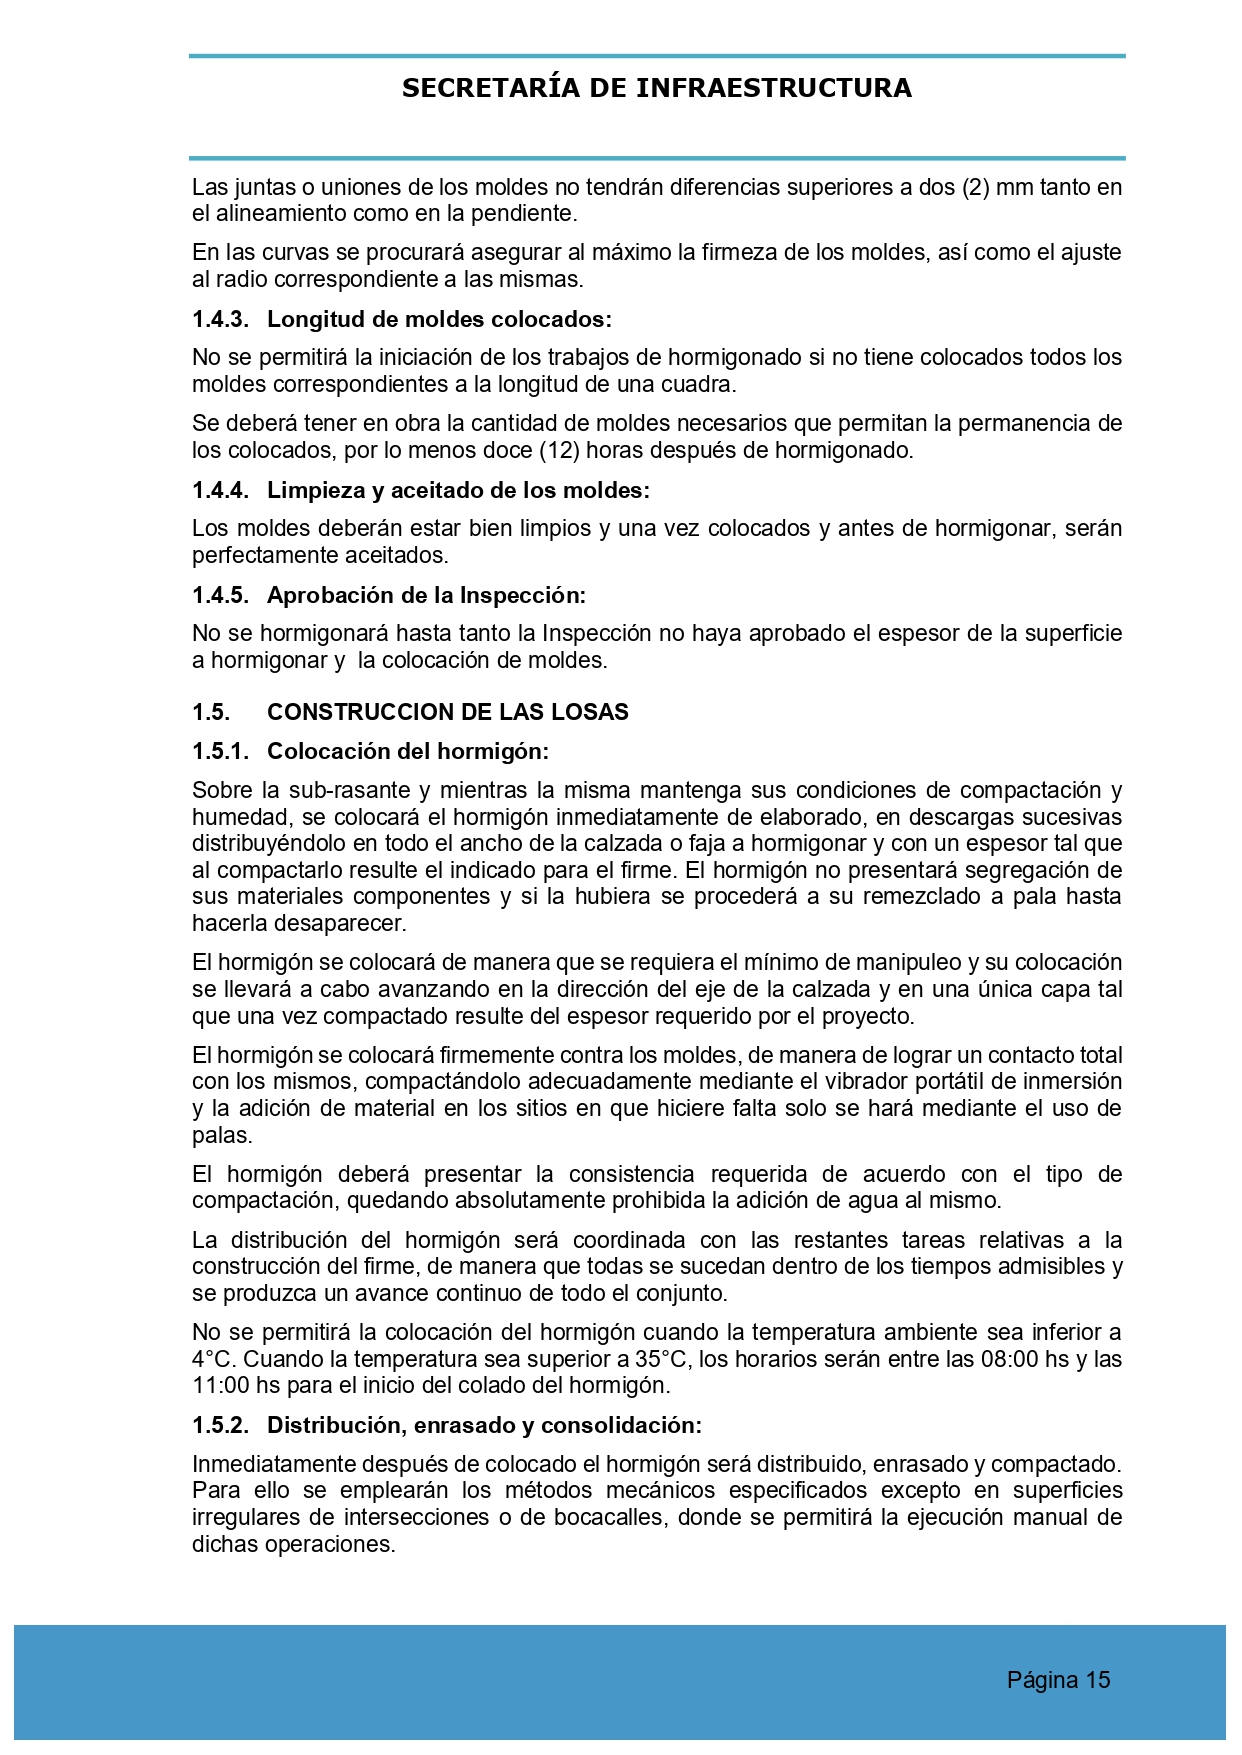 SECRETARÍA DE INFRAESTRUCTURA
Las juntas o uniones de los moldes no tendrán diferencias superiores a dos (2) mm tanto en
el alineamiento como en la pendiente.
En las curvas se procurará asegurar al máximo la firmeza de los moldes, así como el ajuste
al radio correspondiente a las mismas.
1.4.3. Longitud de moldes colocados:
No se permitirá la iniciación de los trabajos de hormigonado si no tiene colocados todos los
moldes correspondientes a la longitud de una cuadra.
Se deberá tener en obra la cantidad de moldes necesarios que permitan la permanencia de
los colocados, por lo menos doce (12) horas después de hormigonado.
1.4.4. Limpieza y aceitado de los moldes:
Los moldes deberán estar bien limpios y una vez colocados y antes de hormigonar, serán
perfectamente aceitados.
1.4.5. Aprobación de la Inspección:
No se hormigonará hasta tanto la Inspección no haya aprobado el espesor de la superficie
a hormigonar y  la colocación de moldes.
1.5. CONSTRUCCION DE LAS LOSAS
1.5.1. Colocación del hormigón:
Sobre la sub-rasante y mientras la misma mantenga sus condiciones de compactación y
humedad, se colocará el hormigón inmediatamente de elaborado, en descargas sucesivas
distribuyéndolo en todo el ancho de la calzada o faja a hormigonar y con un espesor tal que
al compactarlo resulte el indicado para el firme. El hormigón no presentará segregación de
sus materiales componentes y si la hubiera se procederá a su remezclado a pala hasta
hacerla desaparecer.
El hormigón se colocará de manera que se requiera el mínimo de manipuleo y su colocación
se llevará a cabo avanzando en la dirección del eje de la calzada y en una única capa tal
que una vez compactado resulte del espesor requerido por el proyecto.
El hormigón se colocará firmemente contra los moldes, de manera de lograr un contacto total
con los mismos, compactándolo adecuadamente mediante el vibrador portátil de inmersión
y la adición de material en los sitios en que hiciere falta solo se hará mediante el uso de
palas.
El hormigón deberá presentar la consistencia requerida de acuerdo con el tipo de
compactación, quedando absolutamente prohibida la adición de agua al mismo.
La distribución del hormigón será coordinada con las restantes tareas relativas a la
construcción del firme, de manera que todas se sucedan dentro de los tiempos admisibles y
se produzca un avance continuo de todo el conjunto.
No se permitirá la colocación del hormigón cuando la temperatura ambiente sea inferior a
4°C. Cuando la temperatura sea superior a 35°C, los horarios serán entre las 08:00 hs y las
11:00 hs para el inicio del colado del hormigón.
1.5.2. Distribución, enrasado y consolidación:
Inmediatamente después de colocado el hormigón será distribuido, enrasado y compactado.
Para ello se emplearán los métodos mecánicos especificados excepto en superficies
irregulares de intersecciones o de bocacalles, donde se permitirá la ejecución manual de
dichas operaciones.
Página 15